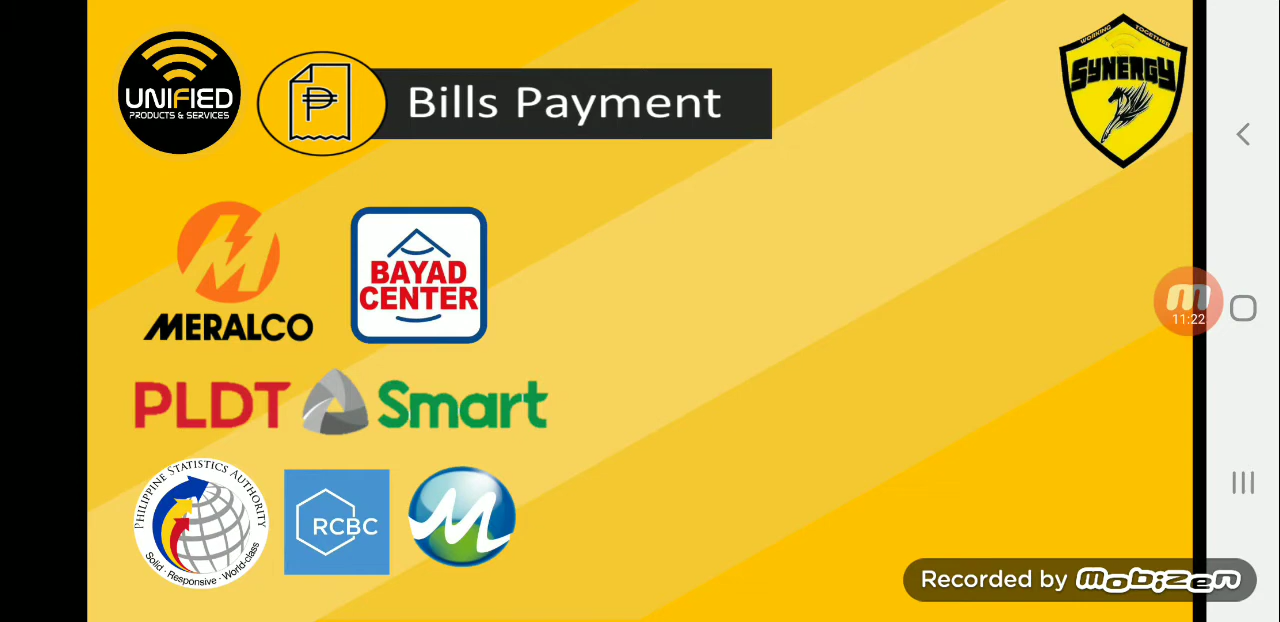 UNIFIED
PRODUCTS & SERVICES
₱
Bills Payment
WORKING TOGETHER
SYNERGY
MERALCO
BAYAD
CENTER
PLDT Smart
PHILIPPINE STATISTICS AUTHORITY
Solid · Responsive · World-class
RCBC
M
11:22
Recorded by mobizen